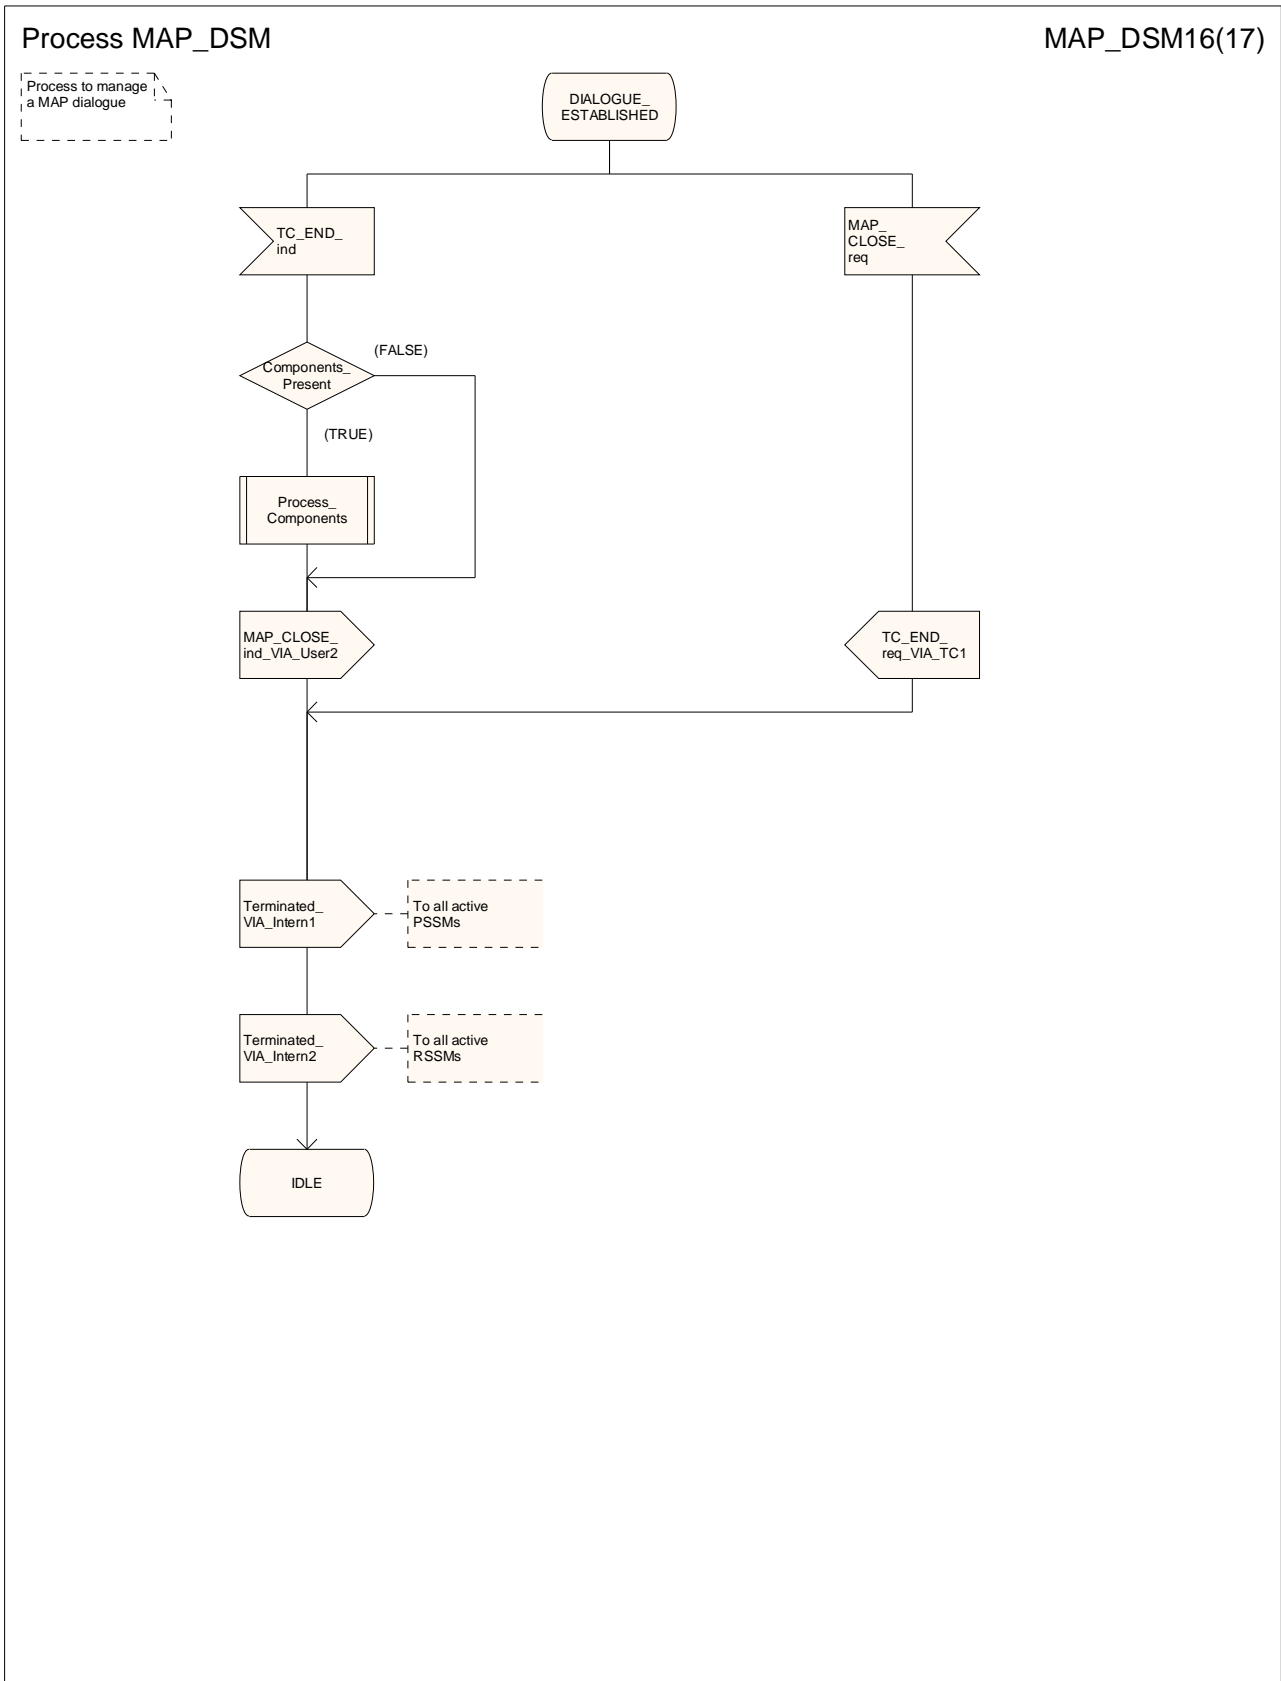 Process MAP_DSM
MAP_DSM16(17)
Process to manage
a MAP dialogue
DIALOGUE_
ESTABLISHED
TC_END_
ind
MAP_
CLOSE_
req
(FALSE)
Components_
Present
(TRUE)
Process_
Components
MAP_CLOSE_
ind_VIA_User2
TC_END_
req_VIA_TC1
Terminated_
VIA_Intern1
To all active
PSSMs
Terminated_
VIA_Intern2
To all active
RSSMs
IDLE